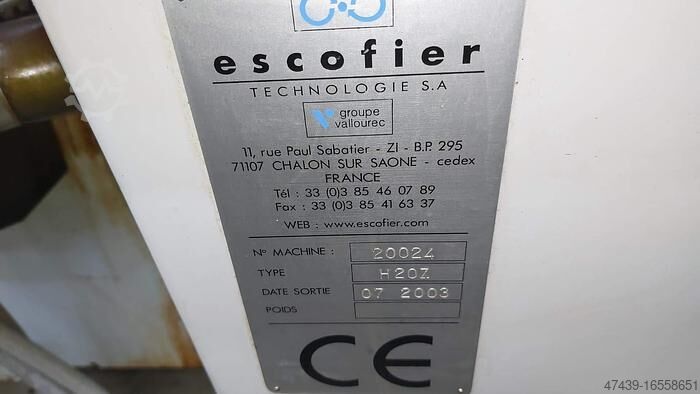 escofier
TECHNOLOGIE S.A
groupe
vallourec
11, rue Paul Sabatier - ZI - B.P. 295
71107 CHALON SUR SAONE - cedex
FRANCE
Tél : 33 (0)3 85 46 07 89
Fax : 33 (0)3 85 41 63 37
WEB : www.escofier.com
N° MACHINE : 20024
TYPE H20Z
DATE SORTIE 07 2003
POIDS
CE
47439-16558651